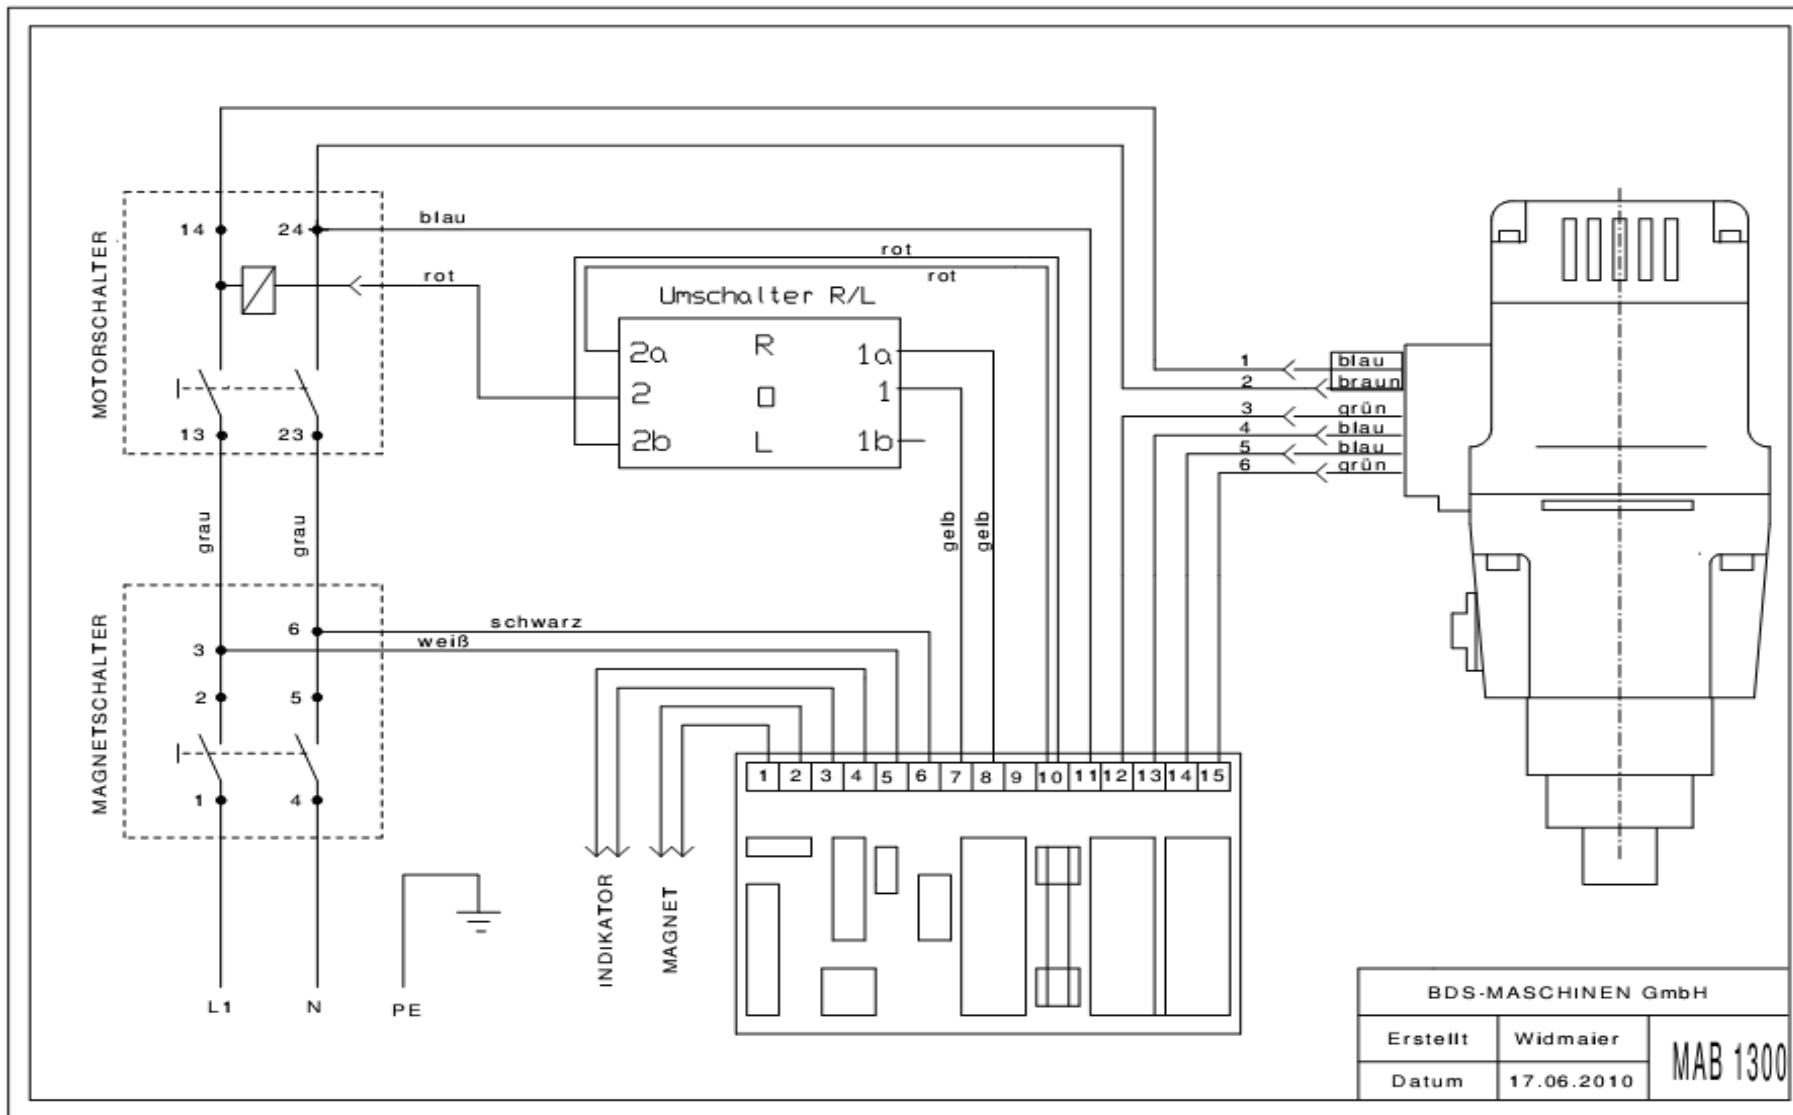 14
24
blau
rot
rot
rot
MOTORSCHALTER
Umschalter R/L
2a
R
1a
2
0
1
2b
L
1b
13
23
1
blau
2
braun
3
grün
4
blau
5
blau
6
grün
grau
grau
gelb
gelb
MAGNETSCHALTER
6
schwarz
3
weiß
2
5
1
4
1 2 3 4 5 6 7 8 9 10 11 12 13 14 15
INDIKATOR
MAGNET
L1
N
PE
BDS-MASCHINEN GmbH
Erstellt
Widmaier
MAB 1300
Datum
17.06.2010